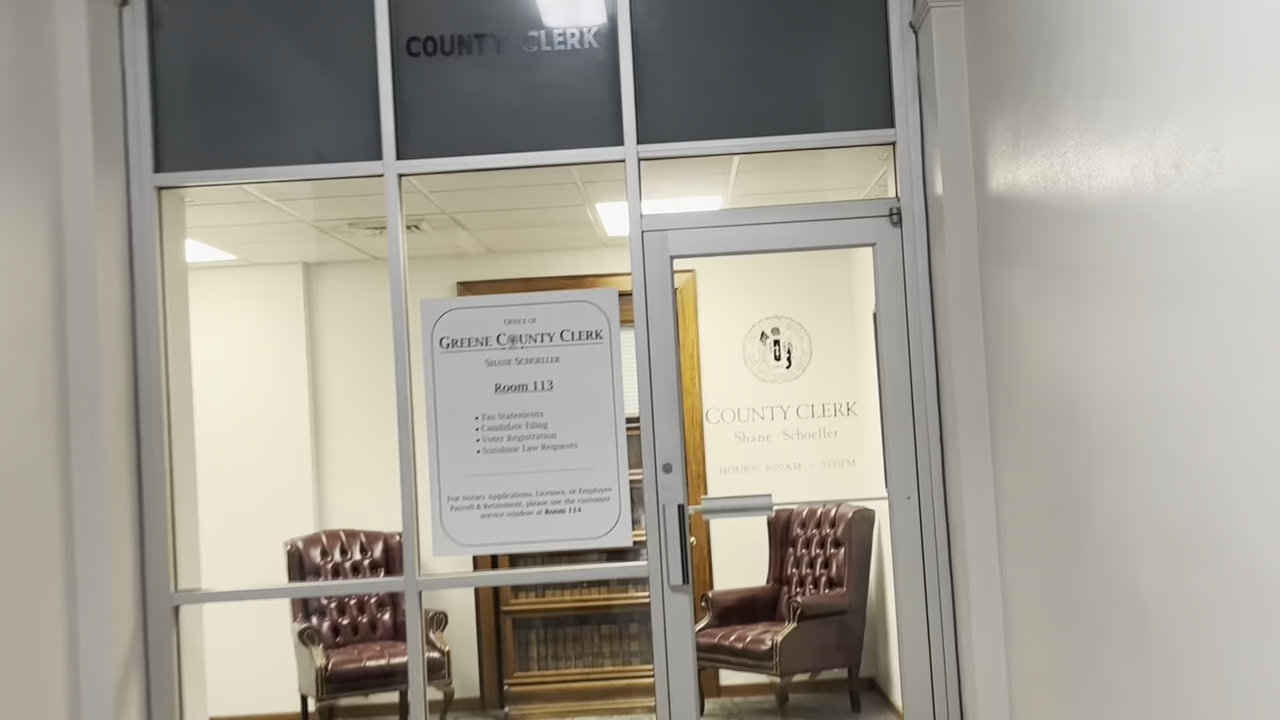 COUNTY CLERK
OFFICE OF
GREENE COUNTY CLERK
SHANE SCHOELLER
Room 113
• Tax Statements
• Candidate Filing
• Voter Registration
• Sunshine Law Requests
For Notary Applications, Licenses, or Employee
Payroll & Retirement, please use the customer
service window at Room 114
COUNTY CLERK
Shane Schoeller
HOURS 8:00AM - 5:00PM